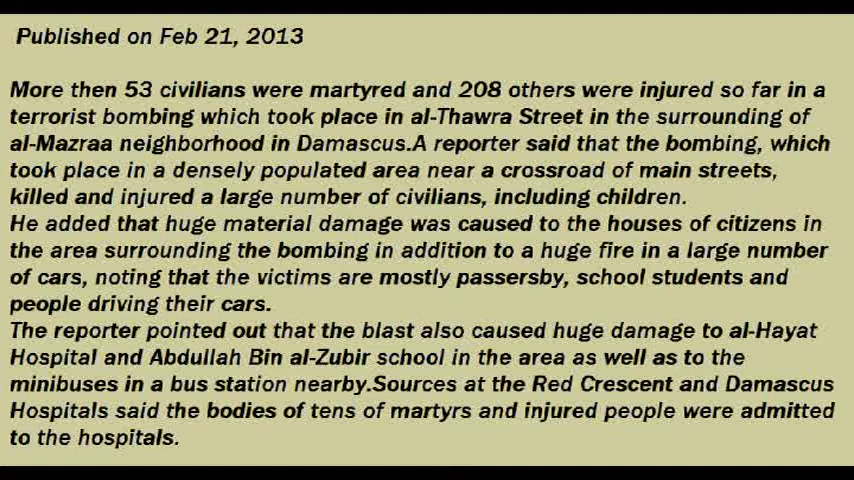 Published on Feb 21, 2013
More then 53 civilians were martyred and 208 others were injured so far in a
terrorist bombing which took place in al-Thawra Street in the surrounding of
al-Mazraa neighborhood in Damascus.A reporter said that the bombing, which
took place in a densely populated area near a crossroad of main streets,
killed and injured a large number of civilians, including children.
He added that huge material damage was caused to the houses of citizens in
the area surrounding the bombing in addition to a huge fire in a large number
of cars, noting that the victims are mostly passersby, school students and
people driving their cars.
The reporter pointed out that the blast also caused huge damage to al-Hayat
Hospital and Abdullah Bin al-Zubir school in the area as well as to the
minibuses in a bus station nearby.Sources at the Red Crescent and Damascus
Hospitals said the bodies of tens of martyrs and injured people were admitted
to the hospitals.